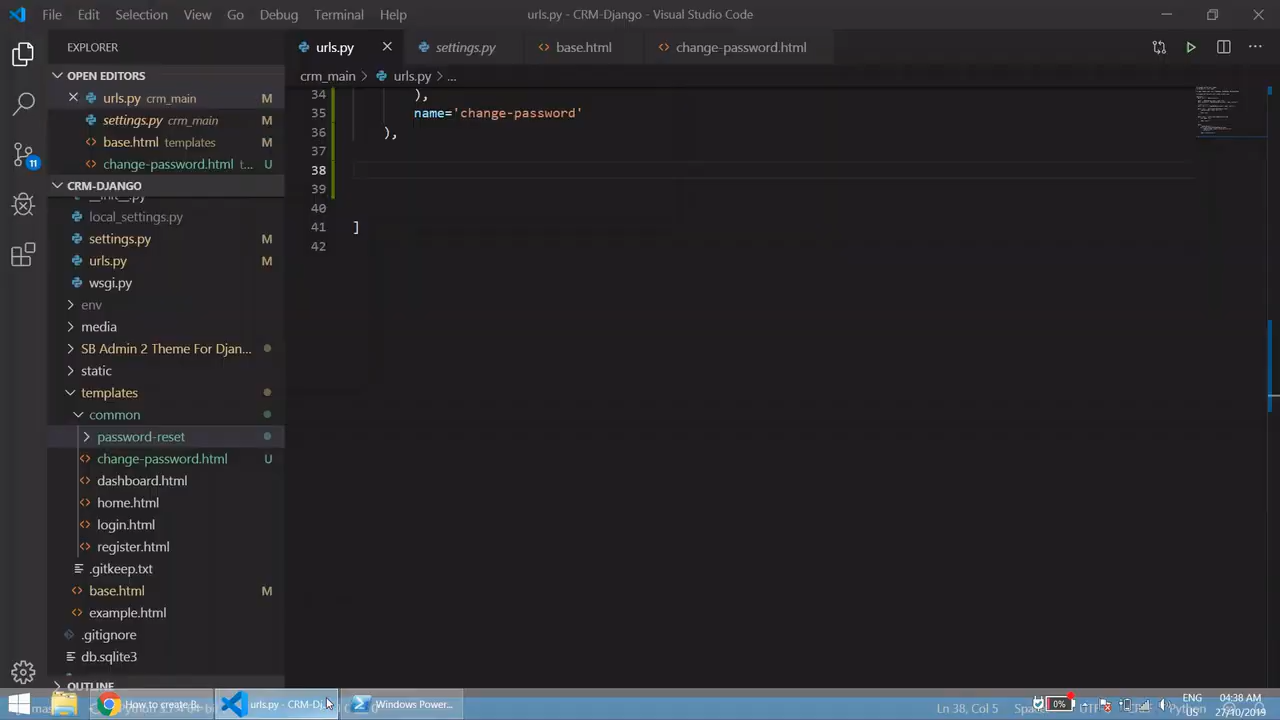 File Edit Selection View Go Debug Terminal Help
urls.py - CRM-Django - Visual Studio Code
EXPLORER
urls.py
settings.py
base.html
change-password.html
OPEN EDITORS
crm_main > urls.py > ...
urls.py crm_main M
settings.py crm_main M
base.html templates M
change-password.html t... U
CRM-DJANGO
__init__.py
local_settings.py
settings.py M
urls.py M
wsgi.py
env
media
SB Admin 2 Theme For Djan...
static
templates
common
password-reset
change-password.html U
dashboard.html
home.html
login.html
register.html
.gitkeep.txt
base.html M
example.html
.gitignore
db.sqlite3
OUTLINE
34 ),
35 name='change-password'
36 ),
37
38
39
40
41 ]
42
11
How to create B...
urls.py - CRM-Dj...
Windows Power...
Ln 38, Col 5
0%
ENG
US
04:38 AM
27/10/2019